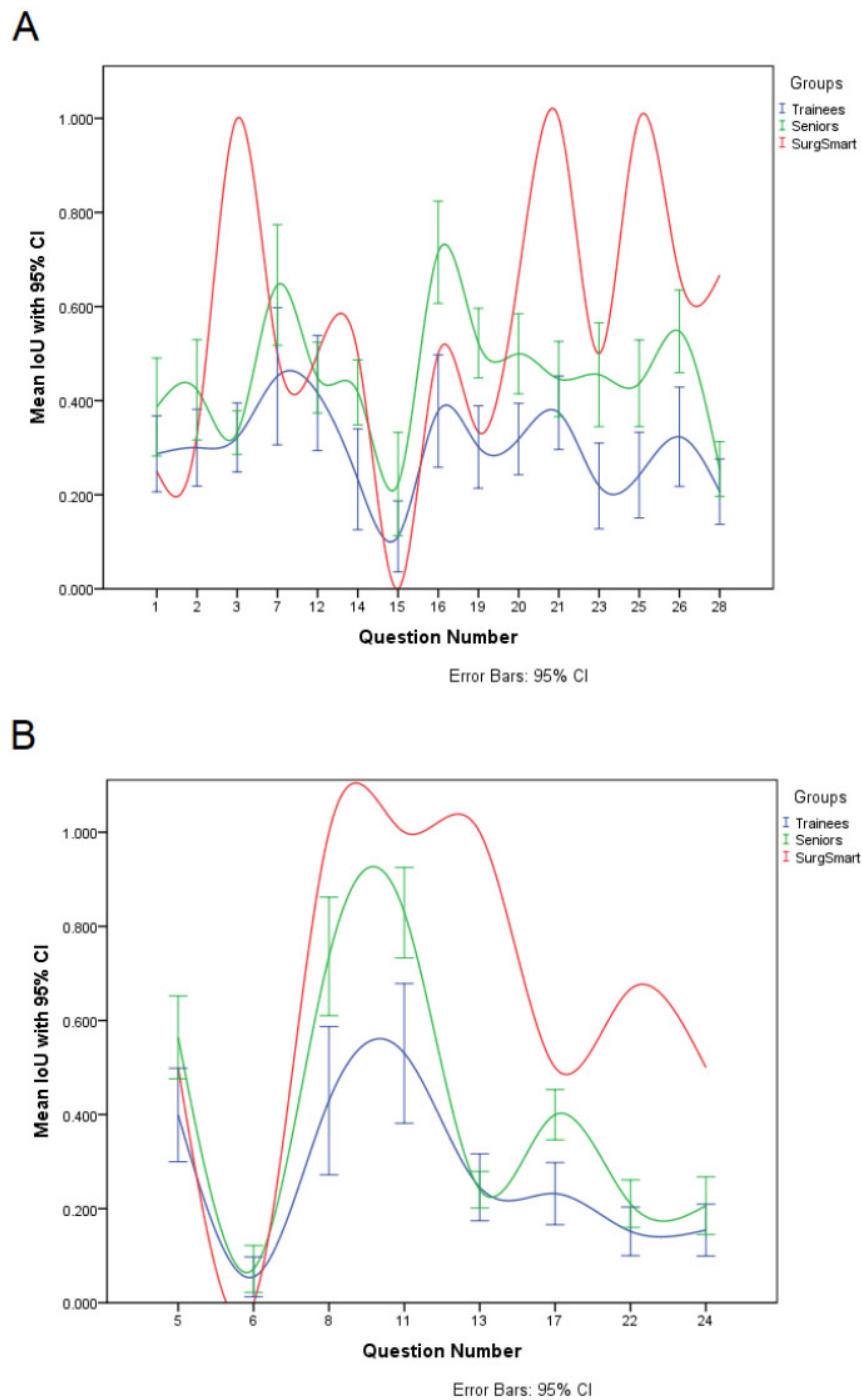 A
Groups
Trainees
Seniors
SurgSmart
Mean IoU with 95% CI
1.000
0.800
0.600
0.400
0.200
0.000
1 2 3 7 12 14 15 16 19 20 21 23 25 26 28
Question Number
Error Bars: 95% CI
B
Groups
Trainees
Seniors
SurgSmart
Mean IoU with 95% CI
1.000
0.800
0.600
0.400
0.200
0.000
5 6 8 11 13 17 22 24
Question Number
Error Bars: 95% CI